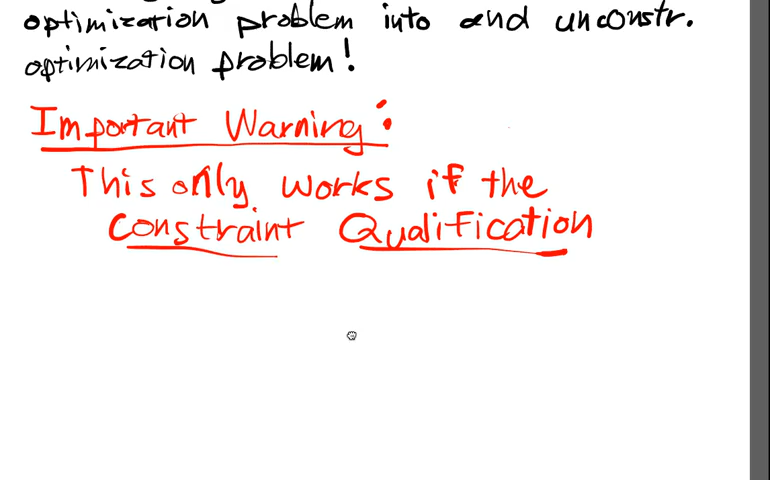 optimization problem into and unconstr.
optimization problem!
Important Warning:
This only works if the
Constraint Qualification